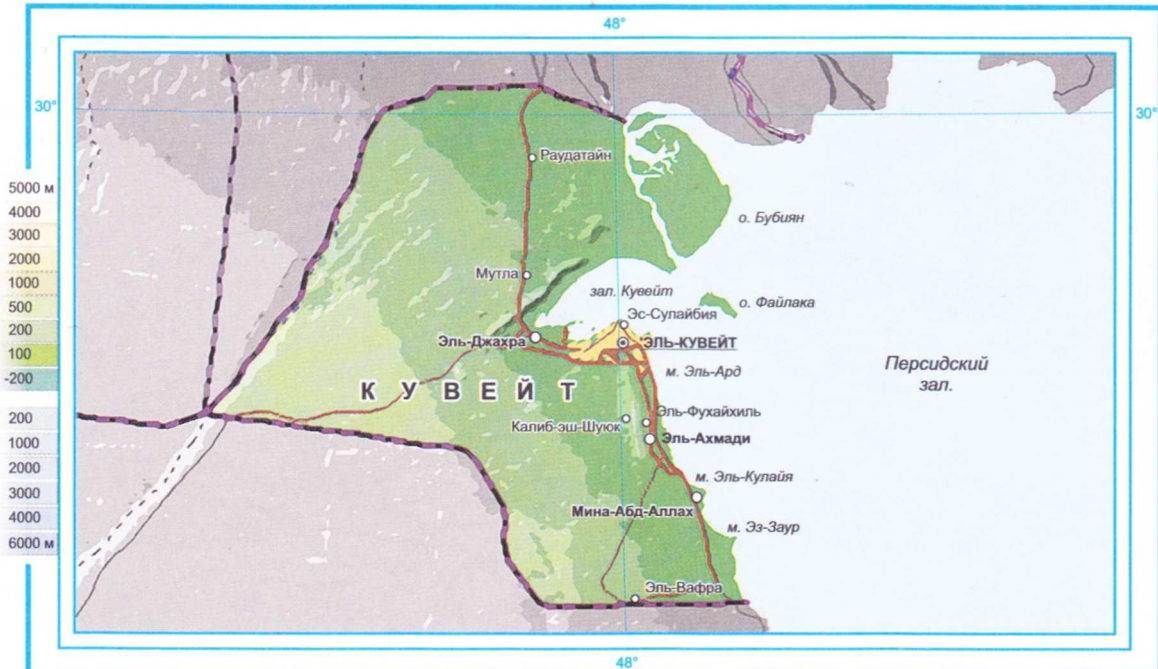 48°
30°
30°
5000 м
4000
3000
2000
1000
500
200
100
-200
200
1000
2000
3000
4000
6000 м
Раудатайн
о. Бубиян
Мутла
зал. Кувейт
о. Файлака
Эс-Сулайбия
Эль-Джахра
ЭЛЬ-КУВЕЙТ
м. Эль-Ард
Персидский
зал.
КУВЕЙТ
Эль-Фухайхиль
Калиб-эш-Шуюк
Эль-Ахмади
м. Эль-Кулайя
Мина-Абд-Аллах
м. Эз-Заур
Эль-Вафра
48°